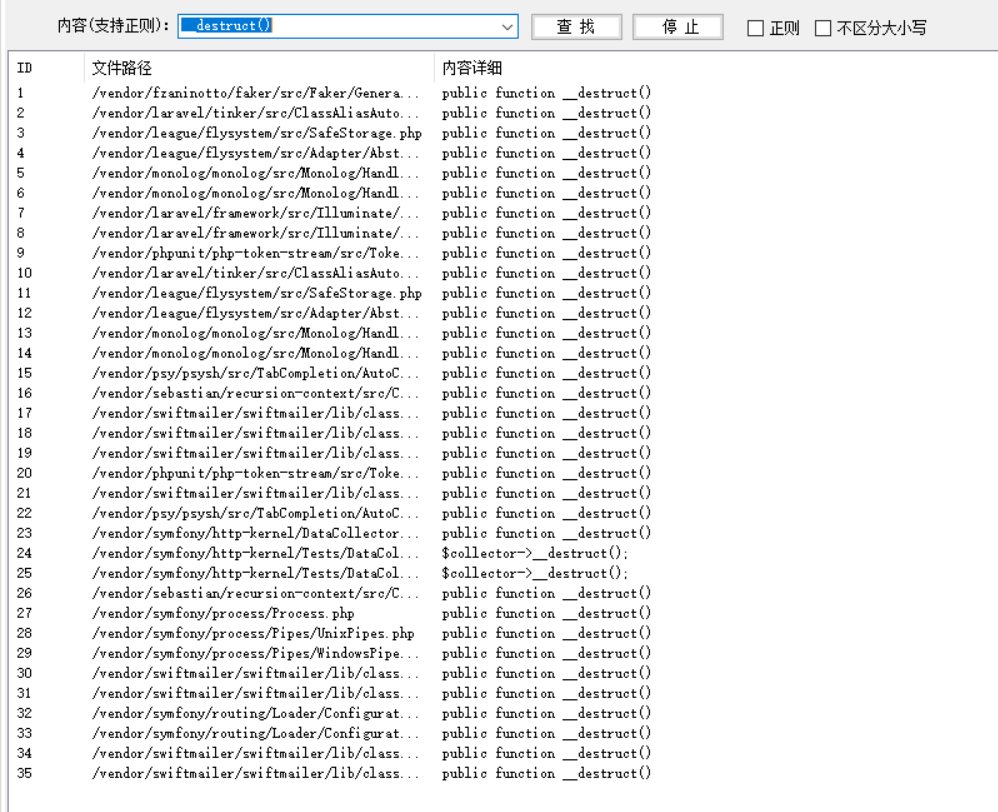 内容(支持正则): __destruct() 查 找 停 止 正则 不区分大小写
ID 文件路径 内容详细
1 /vendor/fzaninotto/faker/src/Faker/Genera... public function __destruct()
2 /vendor/laravel/tinker/src/ClassAliasAuto... public function __destruct()
3 /vendor/league/flysystem/src/SafeStorage.php public function __destruct()
4 /vendor/league/flysystem/src/Adapter/Abst... public function __destruct()
5 /vendor/monolog/monolog/src/Monolog/Handl... public function __destruct()
6 /vendor/monolog/monolog/src/Monolog/Handl... public function __destruct()
7 /vendor/laravel/framework/src/Illuminate/... public function __destruct()
8 /vendor/laravel/framework/src/Illuminate/... public function __destruct()
9 /vendor/phpunit/php-token-stream/src/Toke... public function __destruct()
10 /vendor/laravel/tinker/src/ClassAliasAuto... public function __destruct()
11 /vendor/league/flysystem/src/SafeStorage.php public function __destruct()
12 /vendor/league/flysystem/src/Adapter/Abst... public function __destruct()
13 /vendor/monolog/monolog/src/Monolog/Handl... public function __destruct()
14 /vendor/monolog/monolog/src/Monolog/Handl... public function __destruct()
15 /vendor/psy/psysh/src/TabCompletion/AutoC... public function __destruct()
16 /vendor/sebastian/recursion-context/src/C... public function __destruct()
17 /vendor/swiftmailer/swiftmailer/lib/class... public function __destruct()
18 /vendor/swiftmailer/swiftmailer/lib/class... public function __destruct()
19 /vendor/swiftmailer/swiftmailer/lib/class... public function __destruct()
20 /vendor/phpunit/php-token-stream/src/Toke... public function __destruct()
21 /vendor/swiftmailer/swiftmailer/lib/class... public function __destruct()
22 /vendor/psy/psysh/src/TabCompletion/AutoC... public function __destruct()
23 /vendor/symfony/http-kernel/DataCollector... public function __destruct()
24 /vendor/symfony/http-kernel/Tests/DataCol... $collector->__destruct();
25 /vendor/symfony/http-kernel/Tests/DataCol... $collector->__destruct();
26 /vendor/sebastian/recursion-context/src/C... public function __destruct()
27 /vendor/symfony/process/Process.php public function __destruct()
28 /vendor/symfony/process/Pipes/UnixPipes.php public function __destruct()
29 /vendor/symfony/process/Pipes/WindowsPipe... public function __destruct()
30 /vendor/swiftmailer/swiftmailer/lib/class... public function __destruct()
31 /vendor/swiftmailer/swiftmailer/lib/class... public function __destruct()
32 /vendor/symfony/routing/Loader/Configurat... public function __destruct()
33 /vendor/symfony/routing/Loader/Configurat... public function __destruct()
34 /vendor/swiftmailer/swiftmailer/lib/class... public function __destruct()
35 /vendor/swiftmailer/swiftmailer/lib/class... public function __destruct()